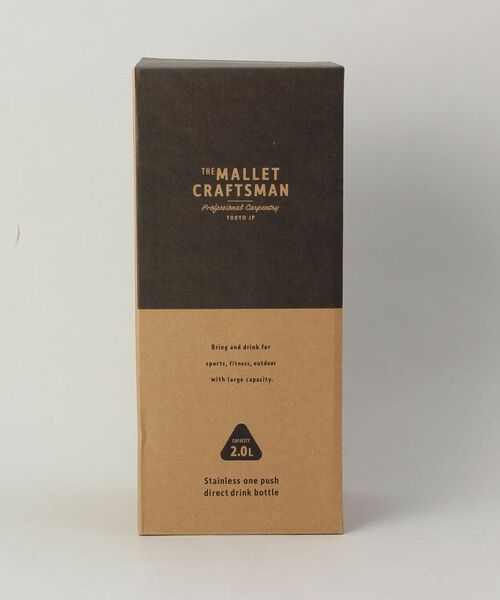 THE MALLET
CRAFTSMAN
Professional Carpentry
TOKYO JP
Bring and drink for
sports, fitness, outdoor
with large capacity.
CAPACITY
2.0L
Stainless one push
direct drink bottle